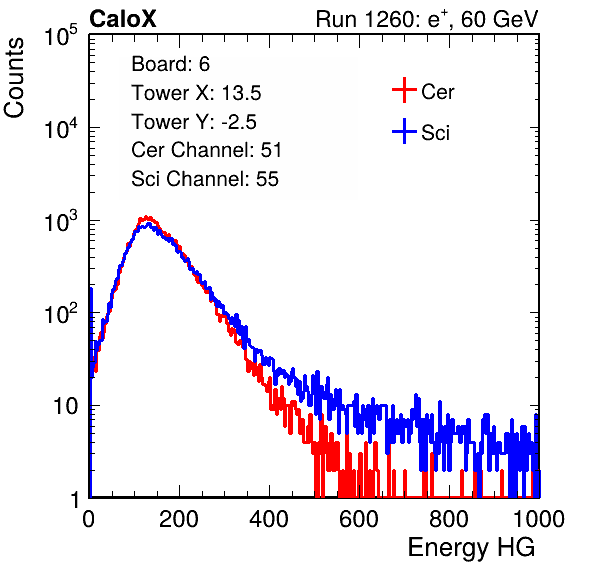 CaloX
Run 1260: e+, 60 GeV
Counts
Board: 6
Tower X: 13.5
Tower Y: -2.5
Cer Channel: 51
Sci Channel: 55
Cer
Sci
10^5
10^4
10^3
10^2
10
1
0 200 400 600 800 1000
Energy HG